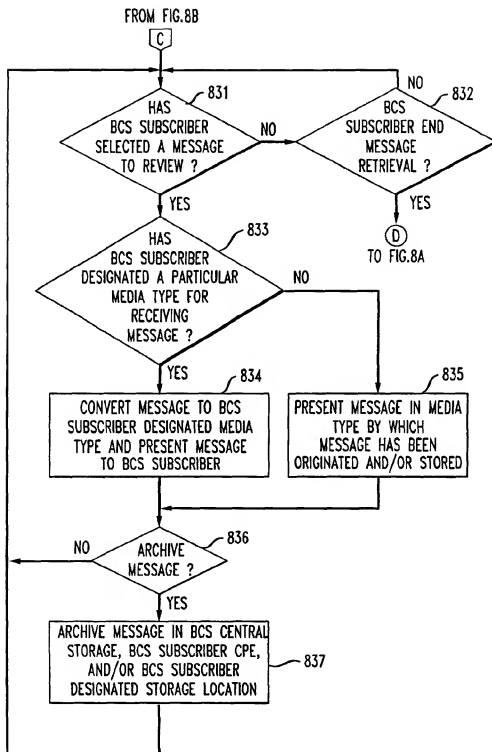 FROM FIG.8B
C
831
HAS
BCS SUBSCRIBER
SELECTED A MESSAGE
TO REVIEW ?
NO
YES
NO
832
BCS
SUBSCRIBER END
MESSAGE
RETRIEVAL ?
YES
D
TO FIG.8A
833
HAS
BCS SUBSCRIBER
DESIGNATED A PARTICULAR
MEDIA TYPE FOR
RECEIVING
MESSAGE ?
NO
YES
834
CONVERT MESSAGE TO BCS
SUBSCRIBER DESIGNATED MEDIA
TYPE AND PRESENT MESSAGE
TO BCS SUBSCRIBER
835
PRESENT MESSAGE IN MEDIA
TYPE BY WHICH
MESSAGE HAS BEEN
ORIGINATED AND/OR STORED
836
ARCHIVE
MESSAGE ?
NO
YES
ARCHIVE MESSAGE IN BCS CENTRAL
STORAGE, BCS SUBSCRIBER CPE,
AND/OR BCS SUBSCRIBER
DESIGNATED STORAGE LOCATION
837